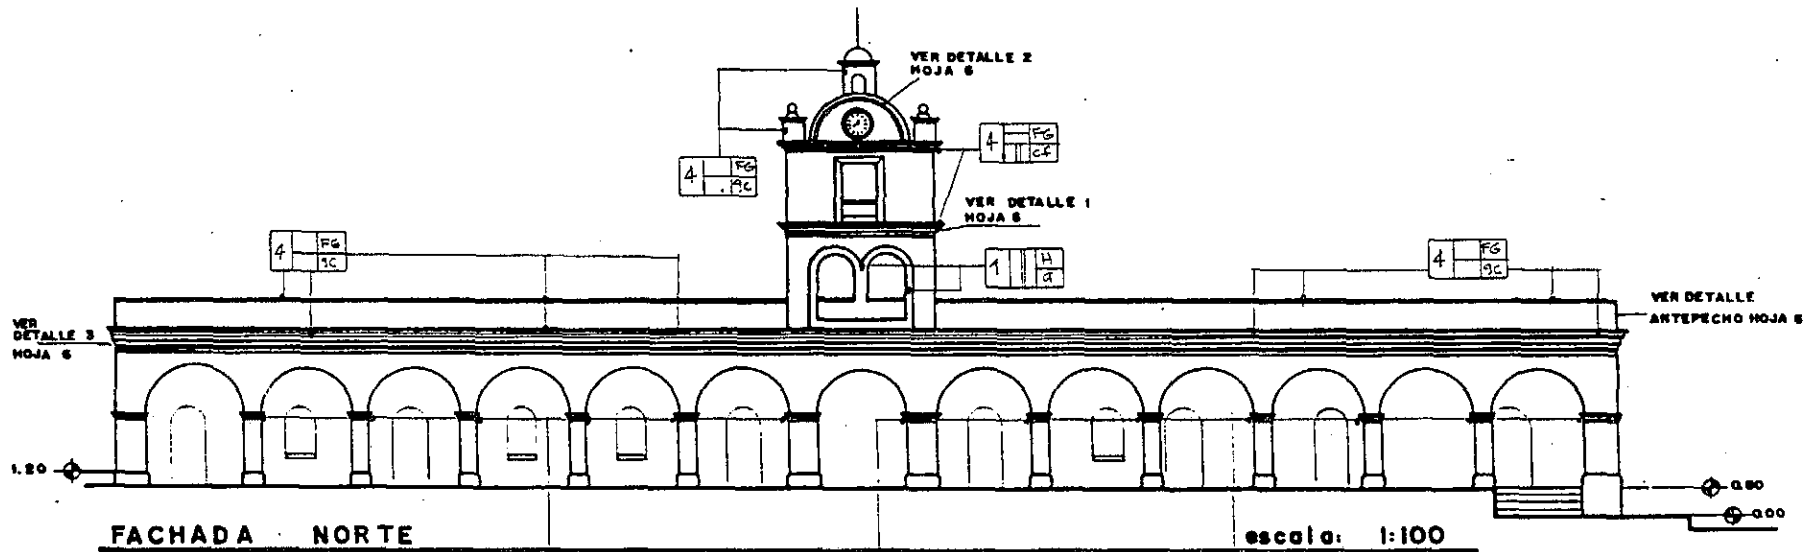 VER DETALLE 2
HOJA 6
4 FG
cf
4 FG
9c
VER DETALLE 1
HOJA 6
4 FG
9C
1 H
a
4 FG
9C
VER DETALLE
ANTEPECHO HOJA 5
VER
DETALLE 3
HOJA 6
1.20
0.80
0.00
FACHADA NORTE
escala: 1:100